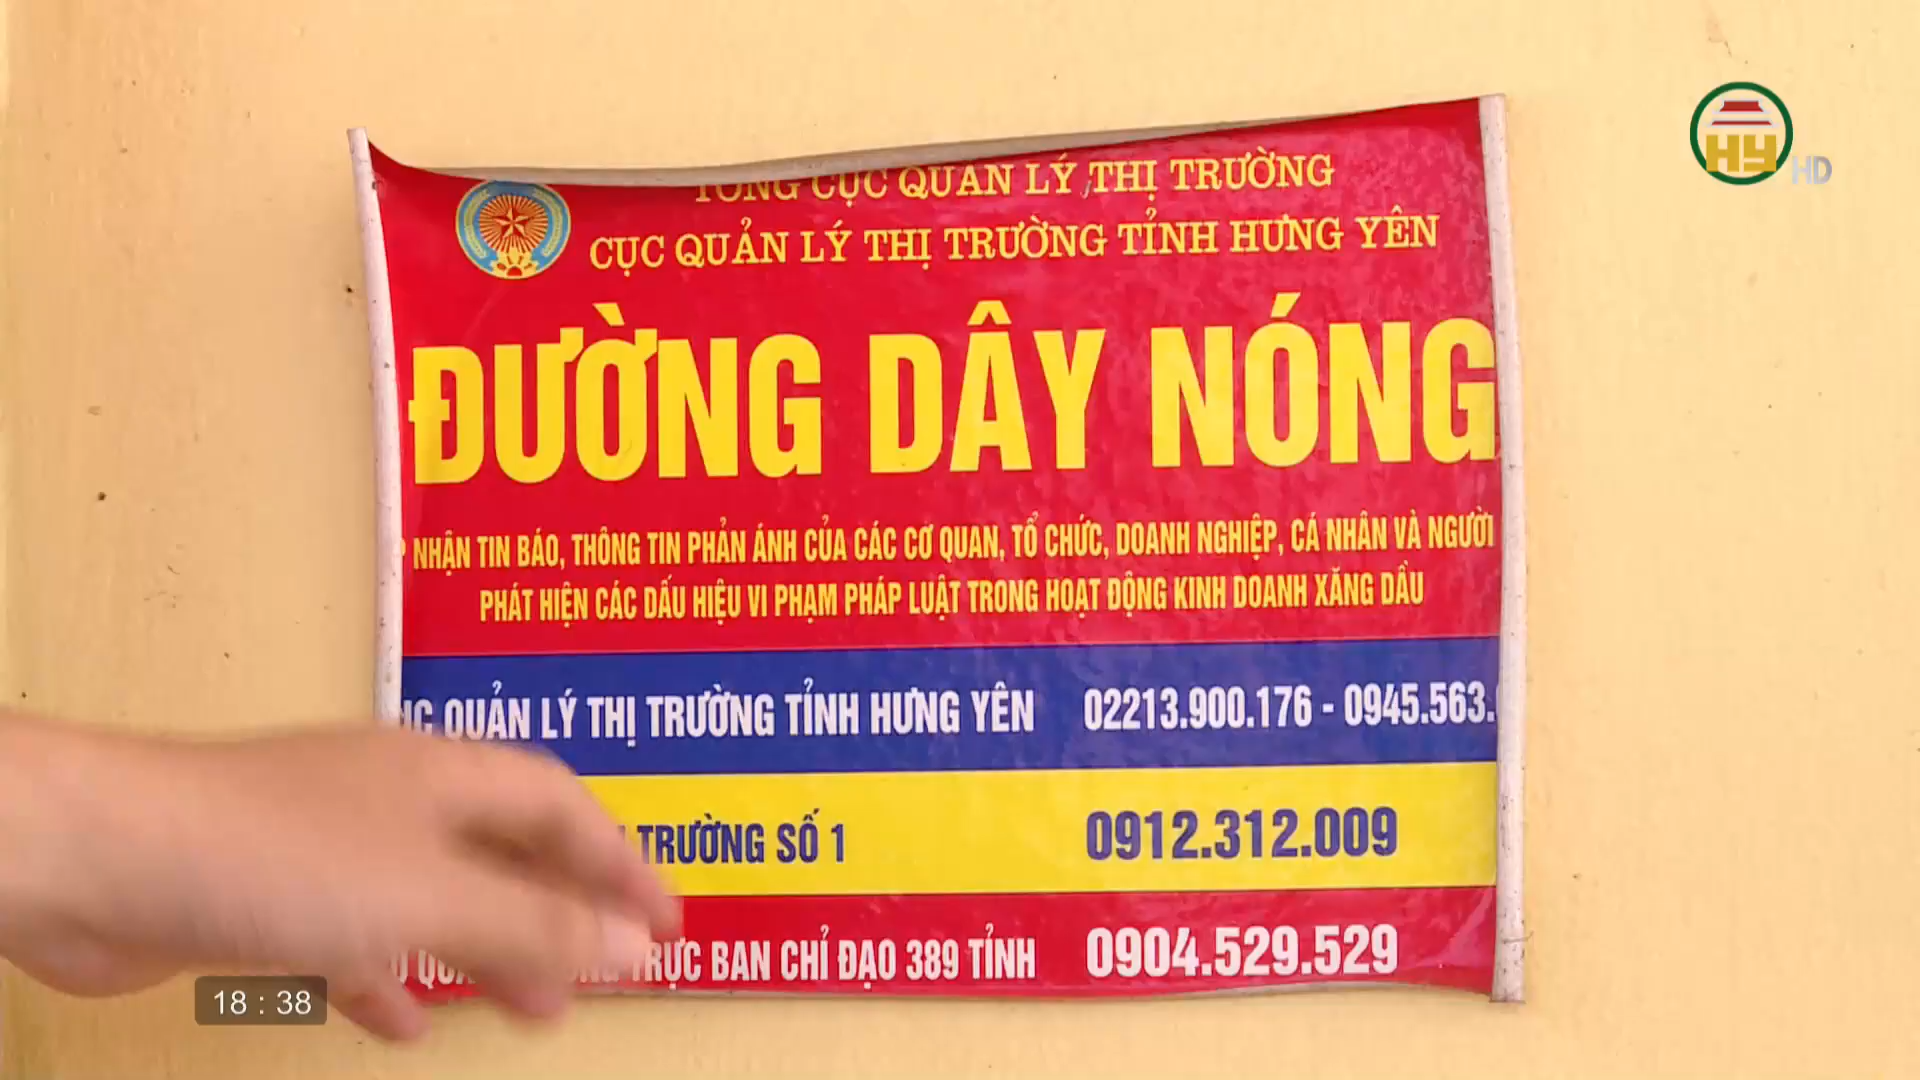 TỔNG CỤC QUẢN LÝ THỊ TRƯỜNG
CỤC QUẢN LÝ THỊ TRƯỜNG TỈNH HƯNG YÊN
ĐƯỜNG DÂY NÓNG
NHẬN TIN BÁO, THÔNG TIN PHẢN ÁNH CỦA CÁC CƠ QUAN, TỔ CHỨC, DOANH NGHIỆP, CÁ NHÂN VÀ NGƯỜI
PHÁT HIỆN CÁC DẤU HIỆU VI PHẠM PHÁP LUẬT TRONG HOẠT ĐỘNG KINH DOANH XĂNG DẦU
QUẢN LÝ THỊ TRƯỜNG TỈNH HƯNG YÊN 02213.900.176 - 0945.563.
TRƯỜNG SỐ 1 0912.312.009
TRỰC BAN CHỈ ĐẠO 389 TỈNH 0904.529.529
HY HD
18 : 38